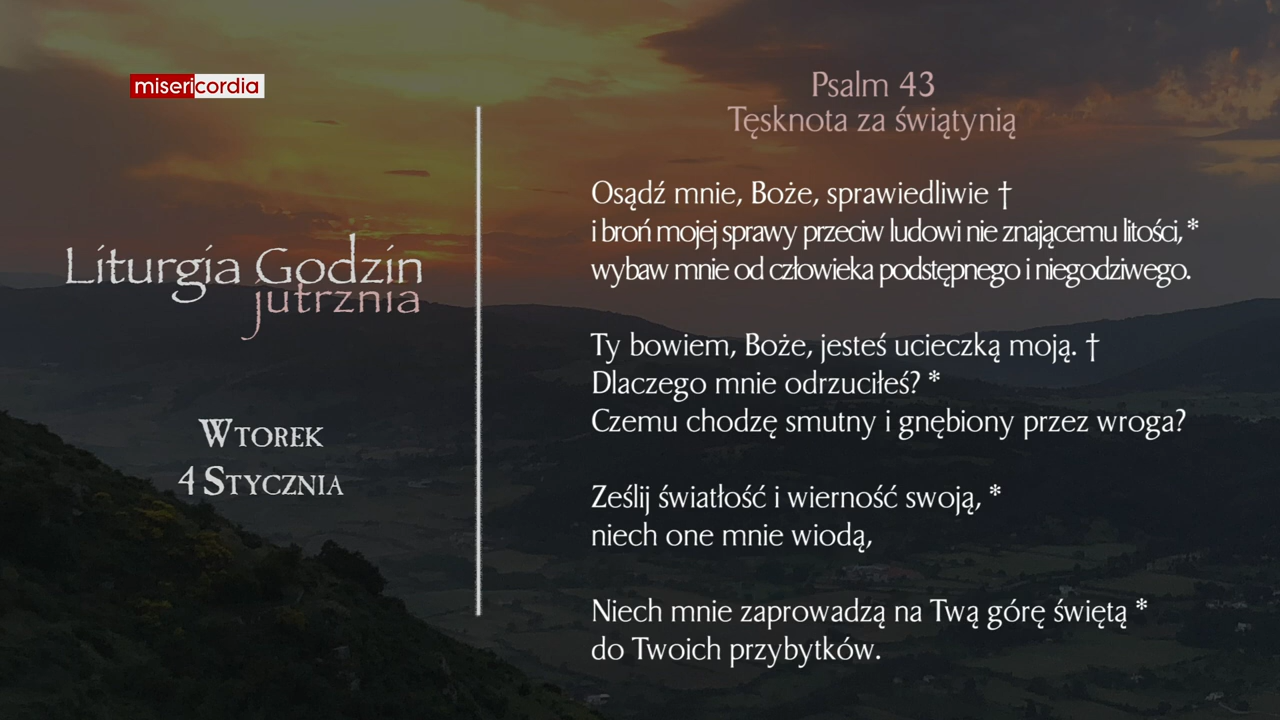 misericordia
Liturgia Godzin
jutrznia
Wtorek
4 Stycznia
Psalm 43
Tęsknota za świątynią
Osądź mnie, Boże, sprawiedliwie †
i broń mojej sprawy przeciw ludowi nie znającemu litości, *
wybaw mnie od człowieka podstępnego i niegodziwego.
Ty bowiem, Boże, jesteś ucieczką moją. †
Dlaczego mnie odrzuciłeś? *
Czemu chodzę smutny i gnębiony przez wroga?
Ześlij światłość i wierność swoją, *
niech one mnie wiodą,
Niech mnie zaprowadzą na Twą górę świętą *
do Twoich przybytków.